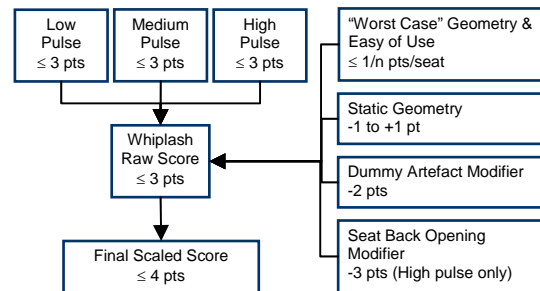 Low
Pulse
≤ 3 pts
Medium
Pulse
≤ 3 pts
High
Pulse
≤ 3 pts
“Worst Case” Geometry &
Easy of Use
≤ 1/n pts/seat
Static Geometry
-1 to +1 pt
Whiplash
Raw Score
≤ 3 pts
Dummy Artefact Modifier
-2 pts
Seat Back Opening
Modifier
-3 pts (High pulse only)
Final Scaled Score
≤ 4 pts